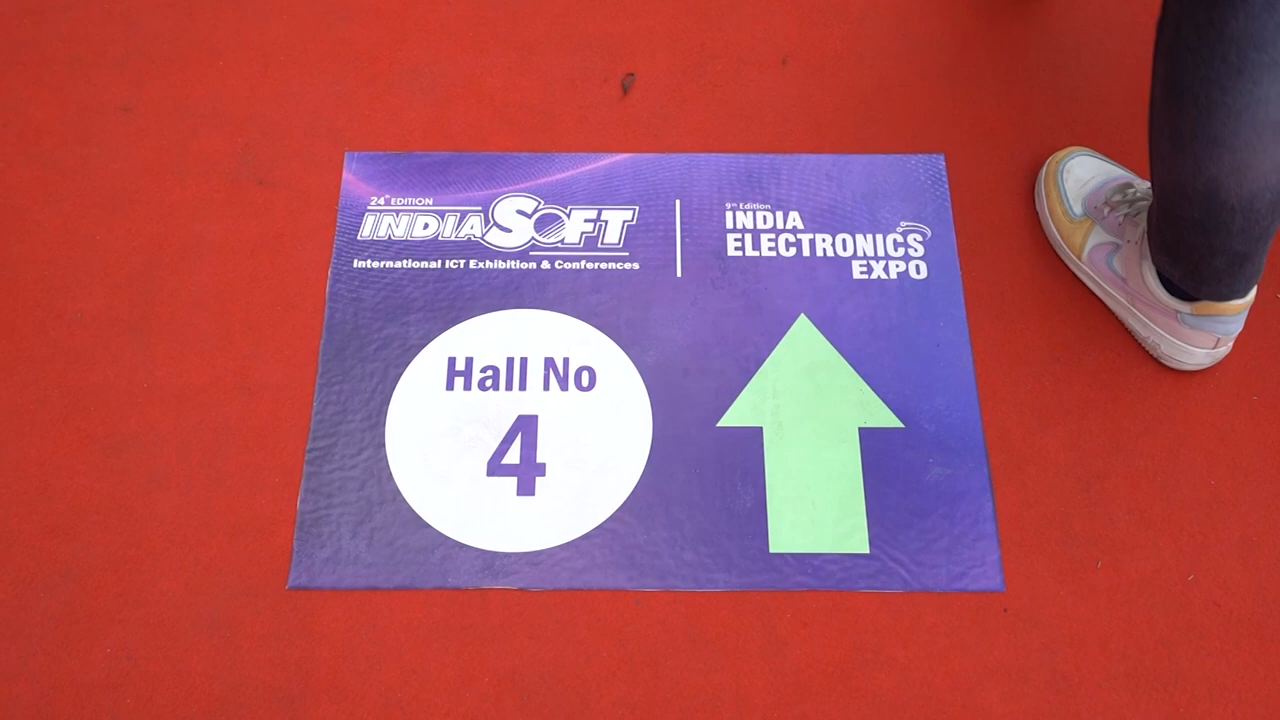 24th EDITION
INDIASOFT
International ICT Exhibition & Conferences
9th Edition
INDIA
ELECTRONICS
EXPO
Hall No
4